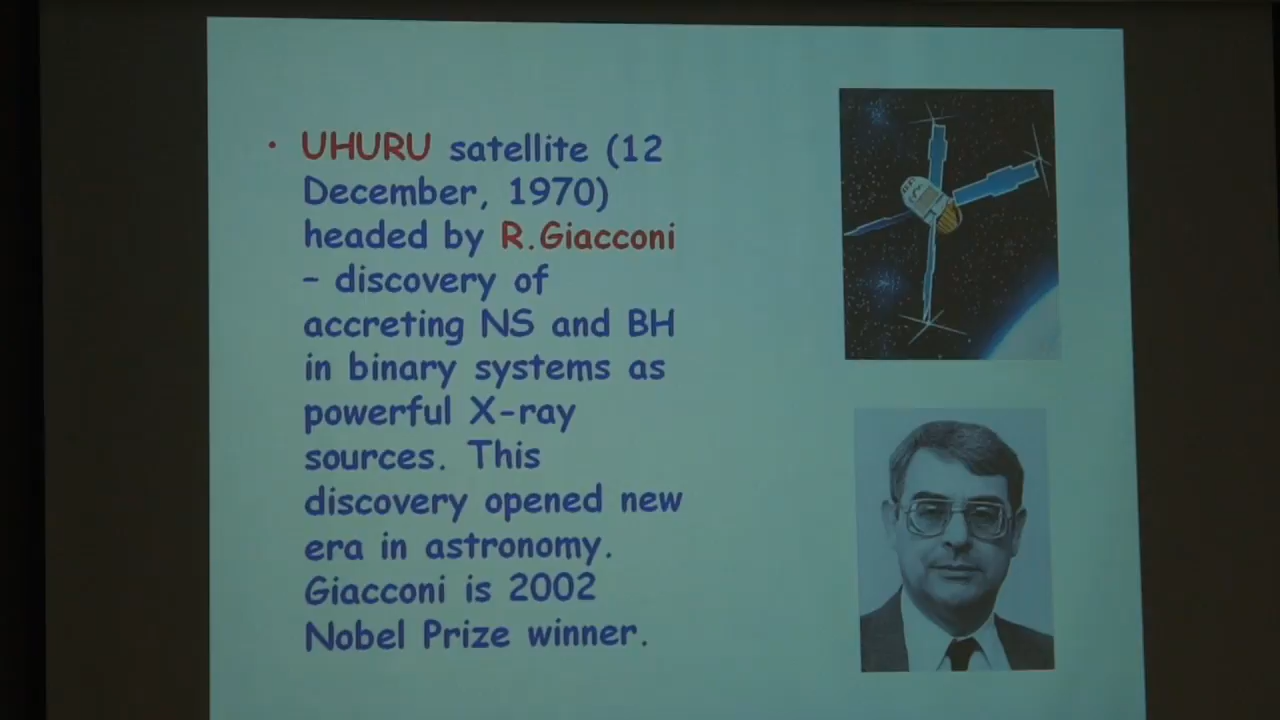 • UHURU satellite (12
December, 1970)
headed by R.Giacconi
– discovery of
accreting NS and BH
in binary systems as
powerful X-ray
sources. This
discovery opened new
era in astronomy.
Giacconi is 2002
Nobel Prize winner.